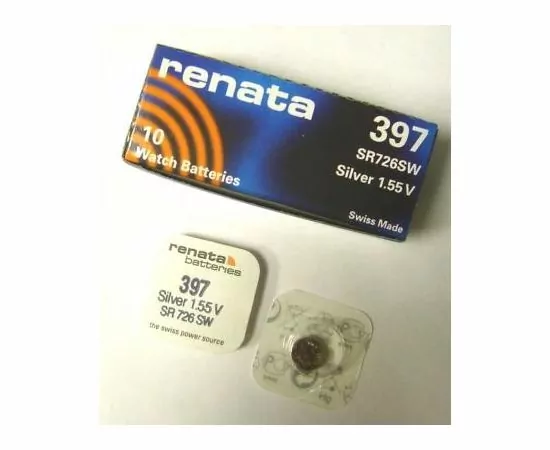 renata
397
SR726SW
Silver 1.55 V
10
Watch Batteries
Swiss Made
renata
batteries
397
Silver 1.55 V
SR 726 SW
the swiss power source